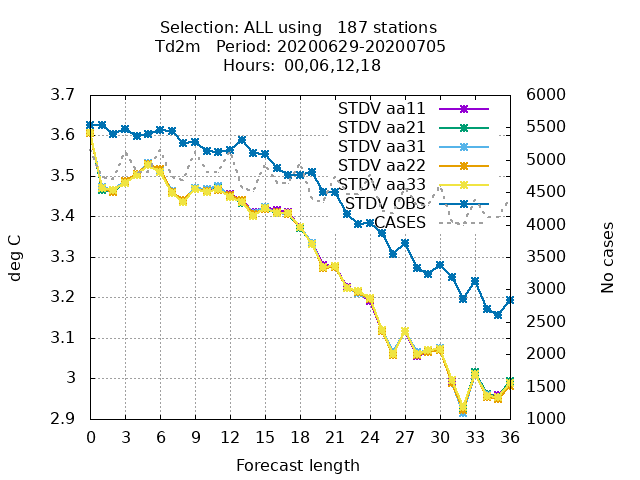 Selection: ALL using   187 stations
Td2m   Period: 20200629-20200705
Hours: 00,06,12,18
3.7
3.6
3.5
3.4
3.3
3.2
3.1
3
2.9
deg C
STDV aa11
STDV aa21
STDV aa31
STDV aa22
STDV aa33
STDV OBS
CASES
6000
5500
5000
4500
4000
3500
3000
2500
2000
1500
1000
No cases
0 3 6 9 12 15 18 21 24 27 30 33 36
Forecast length